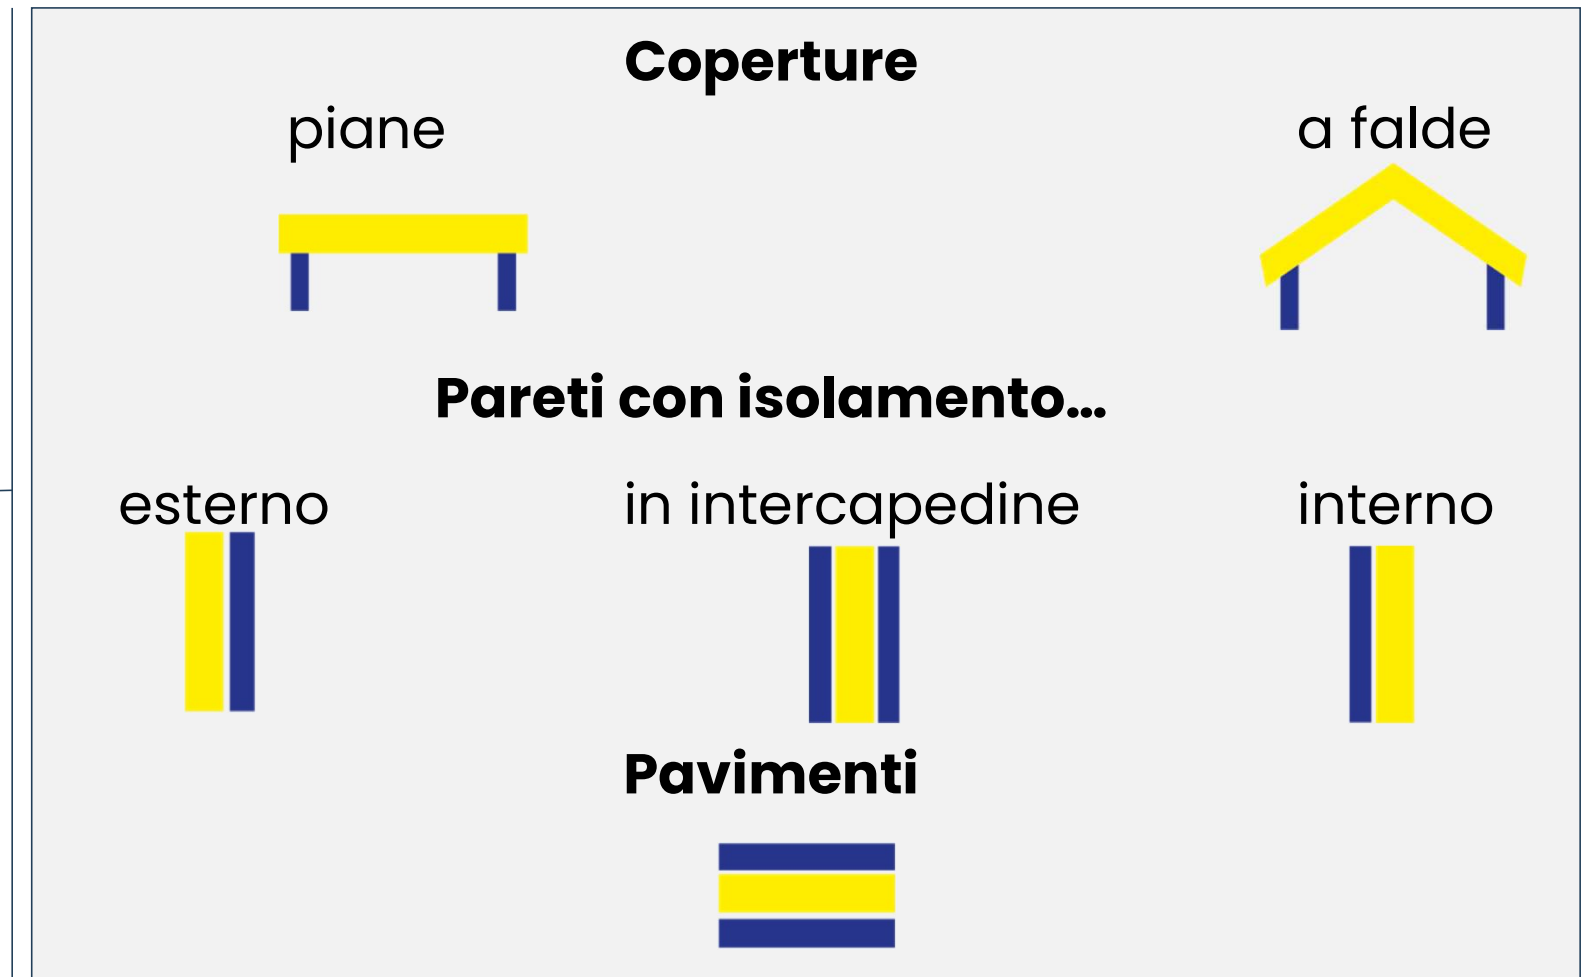 Coperture
piane
a falde
Pareti con isolamento...
esterno
in intercapedine
interno
Pavimenti